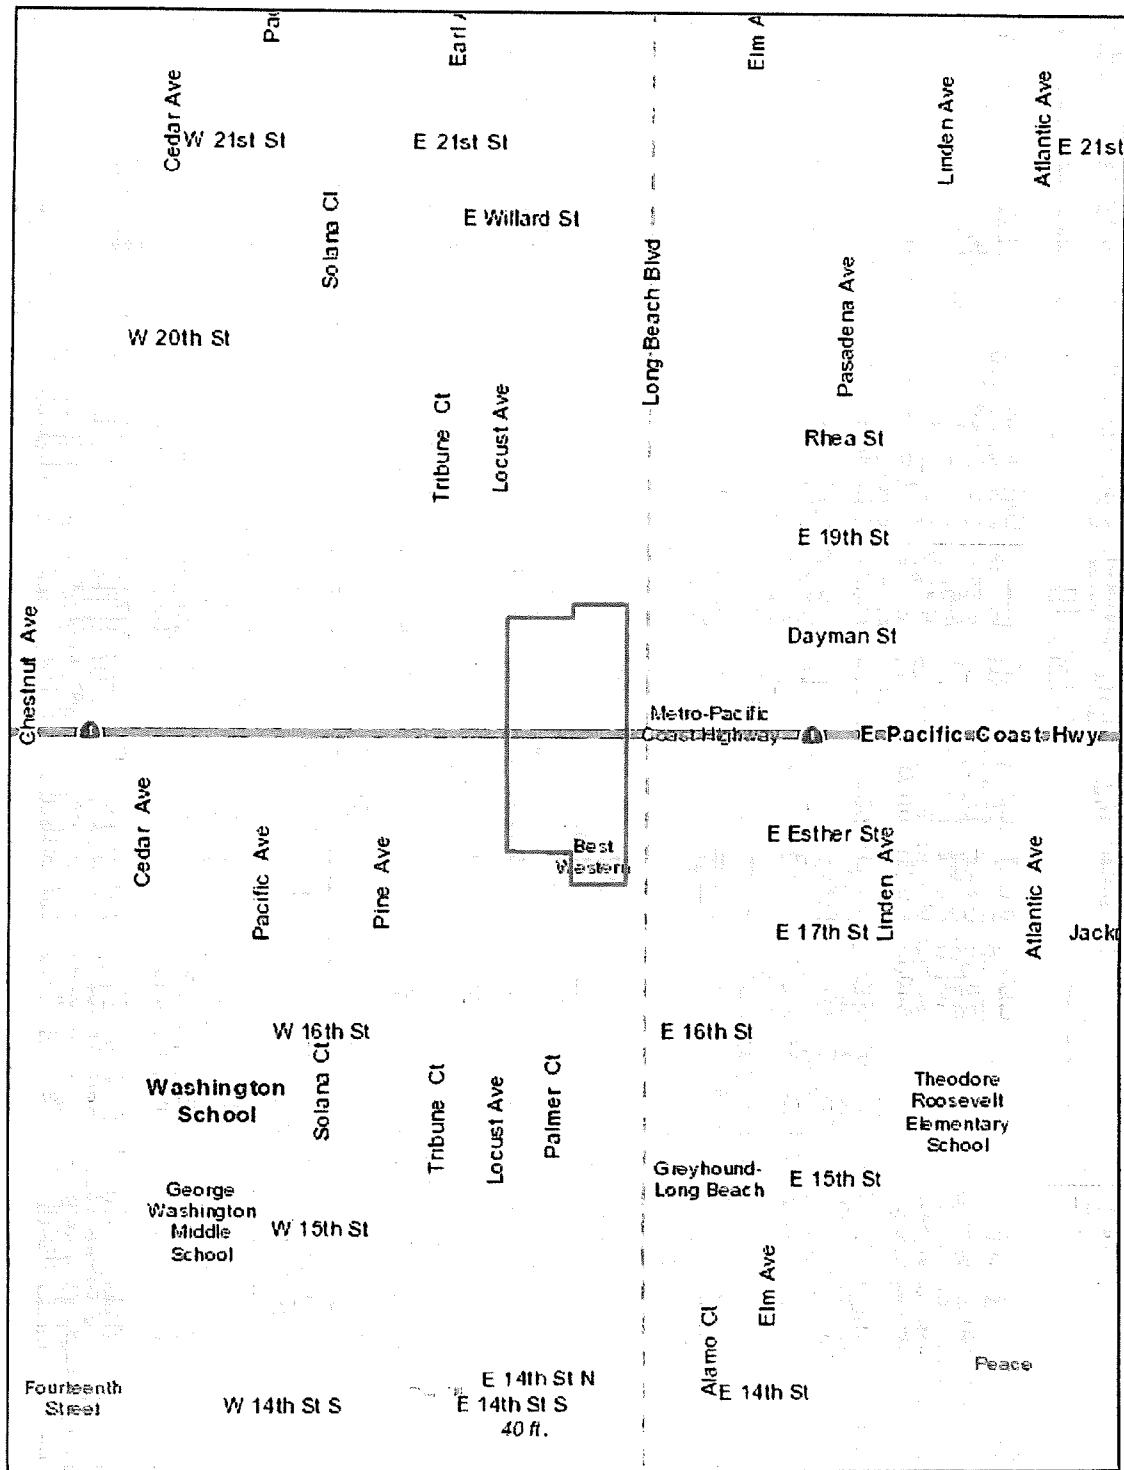 Earl
Elm A
Cedar Ave
W 21st St
E 21st St
Linden Ave
Atlantic Ave
E 21st
Solana Ct
E Willard St
Long Beach Blvd
Pasadena Ave
W 20th St
Tribune Ct
Locust Ave
Rhea St
E 19th St
Chestnut Ave
Dayman St
Metro-Pacific
Coast Highway
1
1
E Pacific Coast Hwy
Cedar Ave
Pacific Ave
Pine Ave
Best
Western
E Esther St
Linden Ave
Atlantic Ave
E 17th St
Jack
W 16th St
E 16th St
Washington
School
Solana Ct
Tribune Ct
Locust Ave
Palmer Ct
Theodore
Roosevelt
Elementary
School
Greyhound-
Long Beach
E 15th St
George
Washington
Middle
School
W 15th St
Elm Ave
Alamo Ct
Peace
Fourteenth
Street
W 14th St S
E 14th St N
E 14th St S
40 ft.
E 14th St